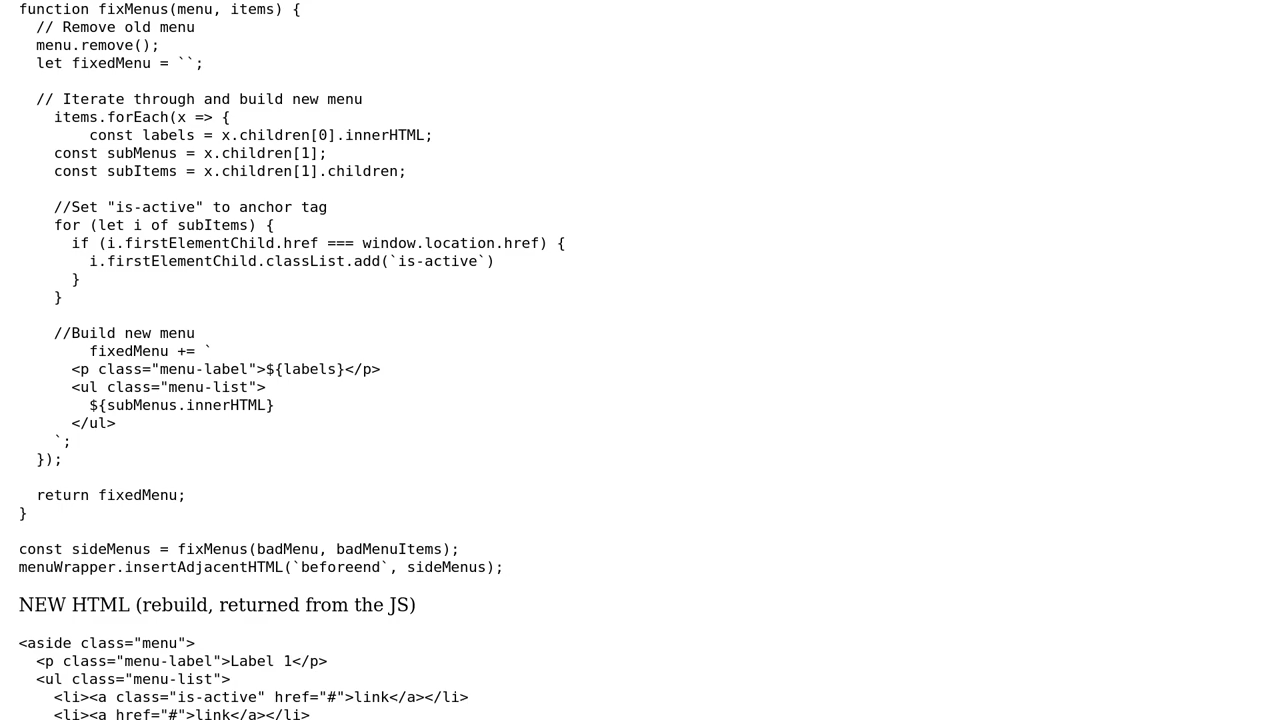 function fixMenus(menu, items) {
  // Remove old menu
  menu.remove();
  let fixedMenu = ``;

  // Iterate through and build new menu
    items.forEach(x => {
        const labels = x.children[0].innerHTML;
    const subMenus = x.children[1];
    const subItems = x.children[1].children;

    //Set "is-active" to anchor tag
    for (let i of subItems) {
      if (i.firstElementChild.href === window.location.href) {
        i.firstElementChild.classList.add(`is-active`)
      }
    }

    //Build new menu
        fixedMenu += `
      <p class="menu-label">${labels}</p>
      <ul class="menu-list">
        ${subMenus.innerHTML}
      </ul>
    `;
  });

  return fixedMenu;
}

const sideMenus = fixMenus(badMenu, badMenuItems);
menuWrapper.insertAdjacentHTML(`beforeend`, sideMenus);

NEW HTML (rebuild, returned from the JS)

<aside class="menu">
  <p class="menu-label">Label 1</p>
  <ul class="menu-list">
    <li><a class="is-active" href="#">link</a></li>
    <li><a href="#">link</a></li>